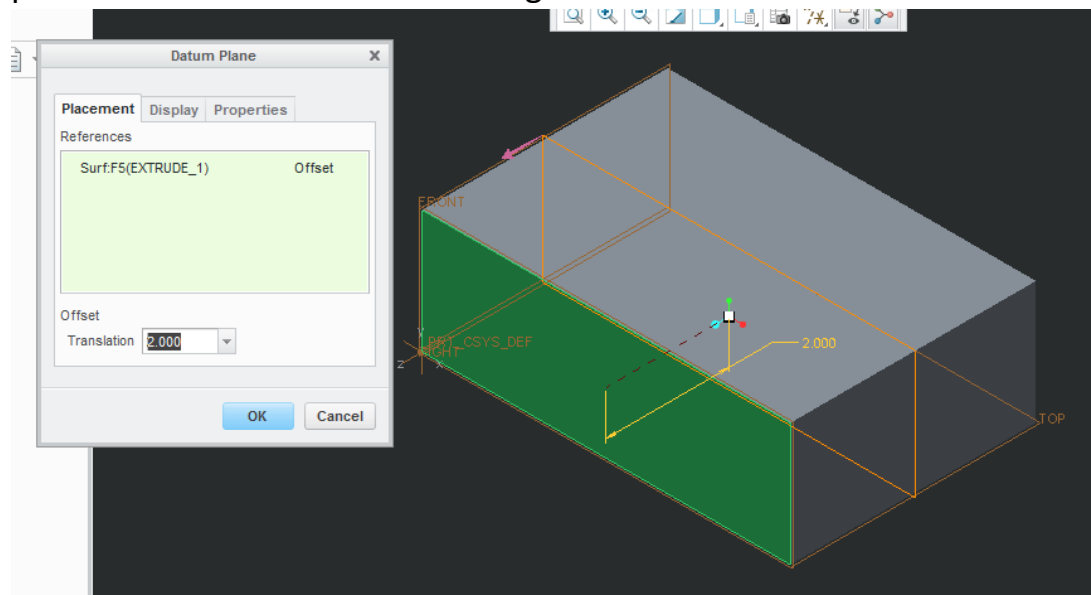 Datum Plane X
Placement Display Properties
References
Surf:F5(EXTRUDE_1) Offset
Offset
Translation 2.000
OK Cancel
FRONT
Y
PRT_CSYS_DEF
RIGHT
Z X
2.000
TOP